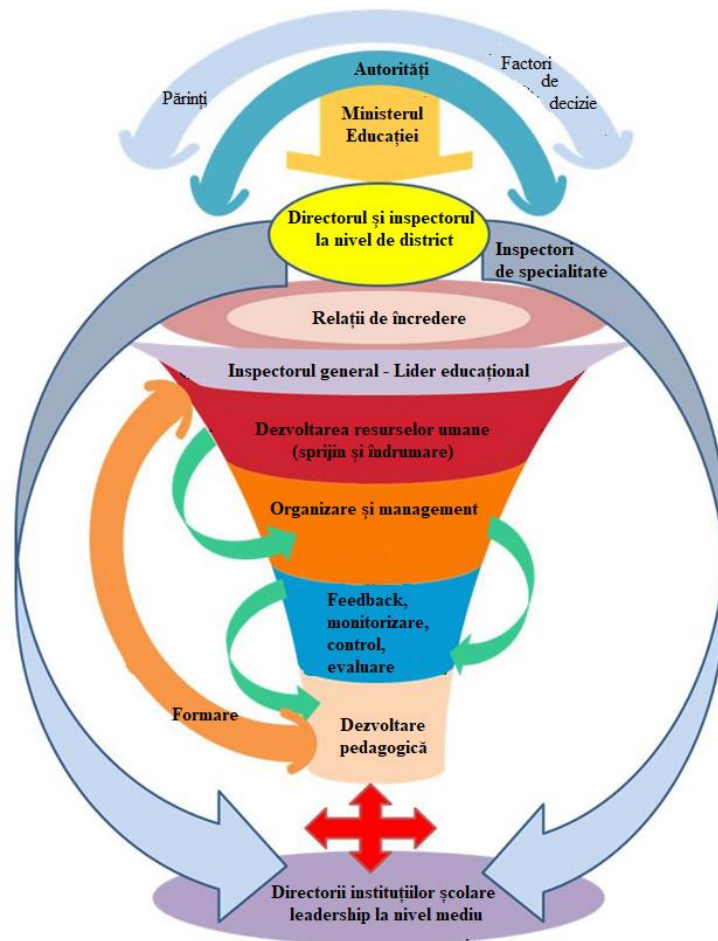 Părinți
Autorități
Factori
de
decizie
Ministerul
Educației
Directorul și inspectorul
la nivel de district
Inspectori
de specialitate
Relații de încredere
Inspectorul general - Lider educațional
Dezvoltarea resurselor umane
(sprijin și îndrumare)
Organizare și management
Feedback,
monitorizare,
control,
evaluare
Formare
Dezvoltare
pedagogică
Directorii instituțiilor școlare
leadership la nivel mediu